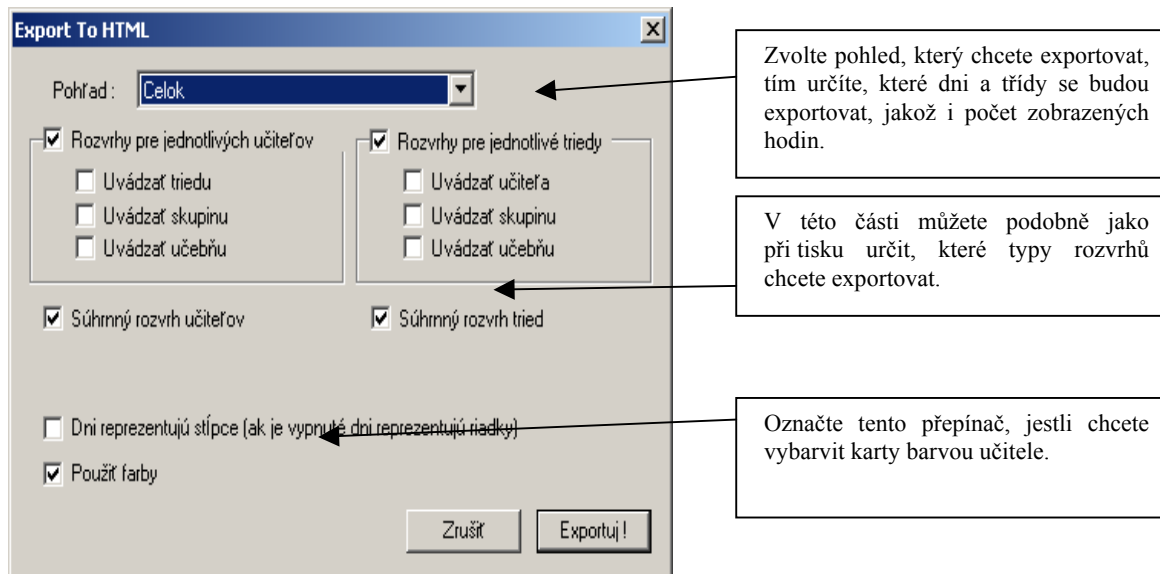 Export To HTML
Pohľad : Celok
Rozvrhy pre jednotlivých učiteľov
Uvádzať triedu
Uvádzať skupinu
Uvádzať učebňu
Rozvrhy pre jednotlivé triedy
Uvádzať učiteľa
Uvádzať skupinu
Uvádzať učebňu
Súhrnný rozvrh učiteľov
Súhrnný rozvrh tried
Dni reprezentujú stĺpce (ak je vypnuté dni reprezentujú riadky)
Použiť farby
Zrušiť
Exportuj !
Zvolte pohled, který chcete exportovat,
tím určíte, které dni a třídy se budou
exportovat, jakož i počet zobrazených
hodin.
V této části můžete podobně jako
při tisku určit, které typy rozvrhů
chcete exportovat.
Označte tento přepínač, jestli chcete
vybarvit karty barvou učitele.